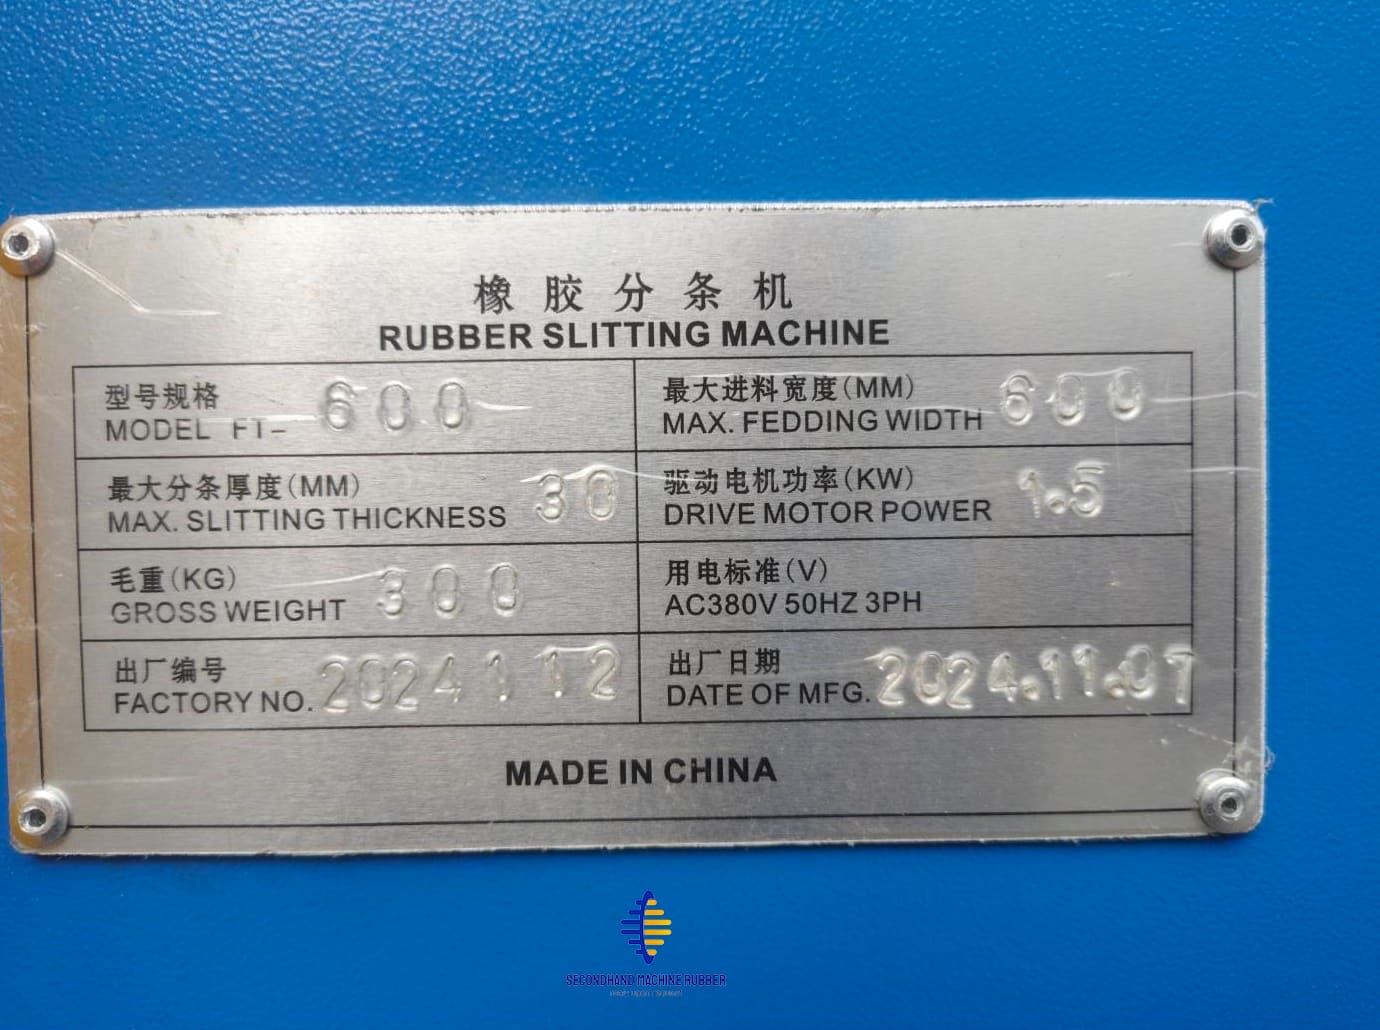 橡胶分条机
RUBBER SLITTING MACHINE
型号规格
MODEL FT- 600
最大进料宽度(MM)
MAX. FEDDING WIDTH 600
最大分条厚度(MM)
MAX. SLITTING THICKNESS 30
驱动电机功率(KW)
DRIVE MOTOR POWER 1.5
毛重(KG)
GROSS WEIGHT 300
用电标准(V)
AC380V 50HZ 3PH
出厂编号
FACTORY NO. 20241112
出厂日期
DATE OF MFG. 2024.11.07
MADE IN CHINA
SECONDHAND MACHINE RUBBER